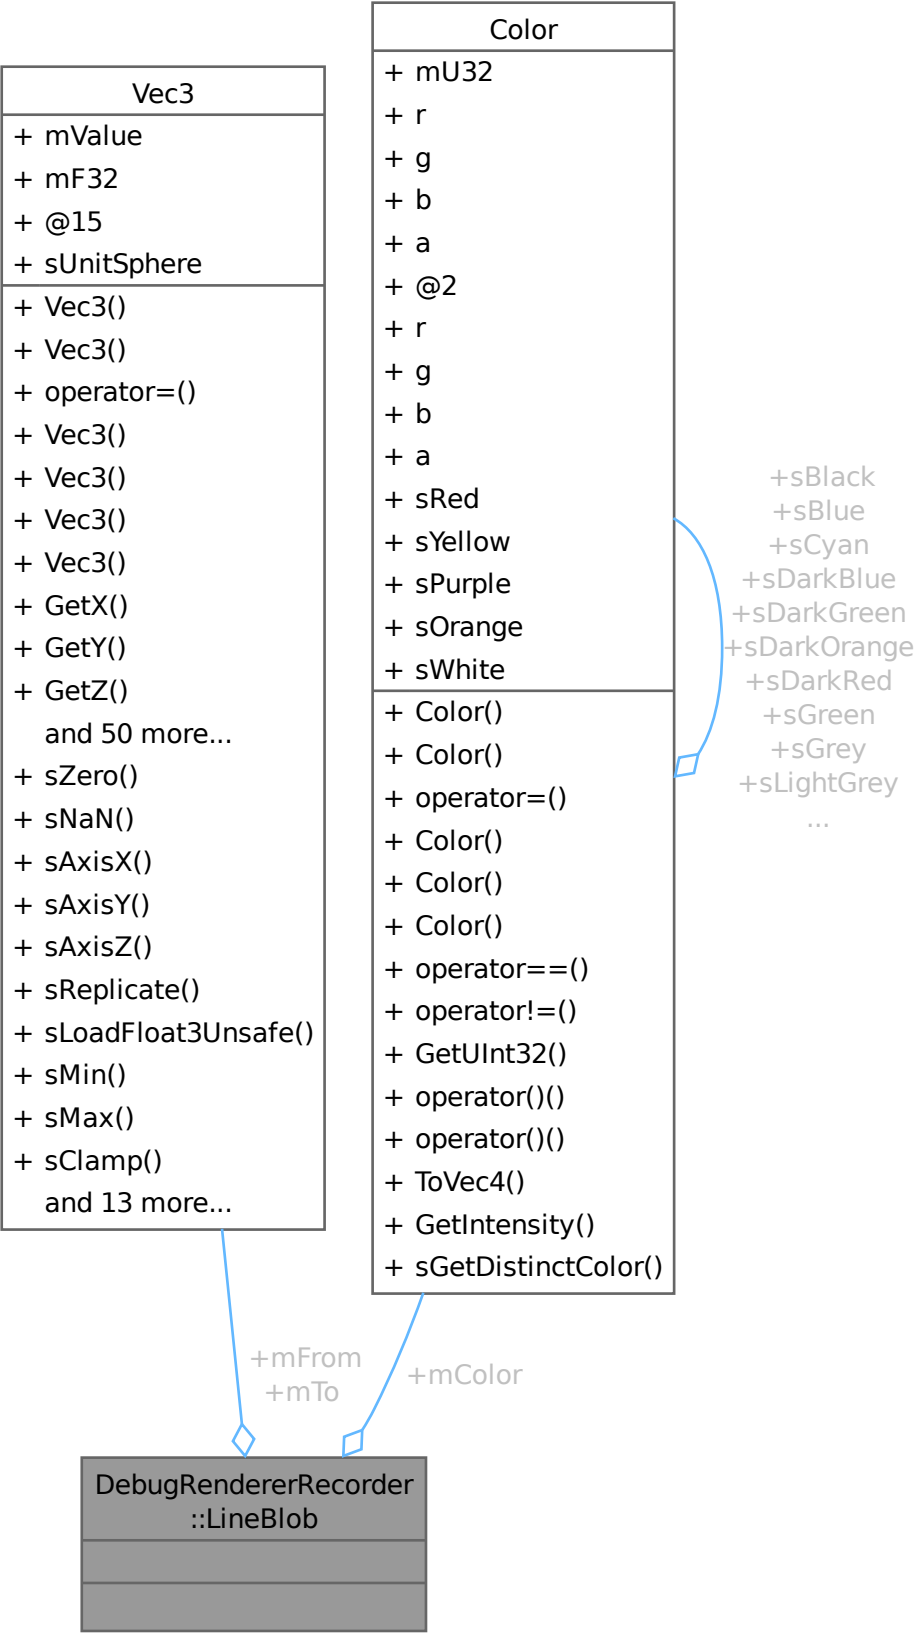 Vec3
+ mValue
+ mF32
+ @15
+ sUnitSphere
+ Vec3()
+ Vec3()
+ operator=()
+ Vec3()
+ Vec3()
+ Vec3()
+ Vec3()
+ GetX()
+ GetY()
+ GetZ()
and 50 more...
+ sZero()
+ sNaN()
+ sAxisX()
+ sAxisY()
+ sAxisZ()
+ sReplicate()
+ sLoadFloat3Unsafe()
+ sMin()
+ sMax()
+ sClamp()
and 13 more...
Color
+ mU32
+ r
+ g
+ b
+ a
+ @2
+ r
+ g
+ b
+ a
+ sRed
+ sYellow
+ sPurple
+ sOrange
+ sWhite
+ Color()
+ Color()
+ operator=()
+ Color()
+ Color()
+ Color()
+ operator==()
+ operator!=()
+ GetUInt32()
+ operator()()
+ operator()()
+ ToVec4()
+ GetIntensity()
+ sGetDistinctColor()
+sBlack
+sBlue
+sCyan
+sDarkBlue
+sDarkGreen
+sDarkOrange
+sDarkRed
+sGreen
+sGrey
+sLightGrey
...
+mFrom
+mTo
+mColor
DebugRendererRecorder
::LineBlob